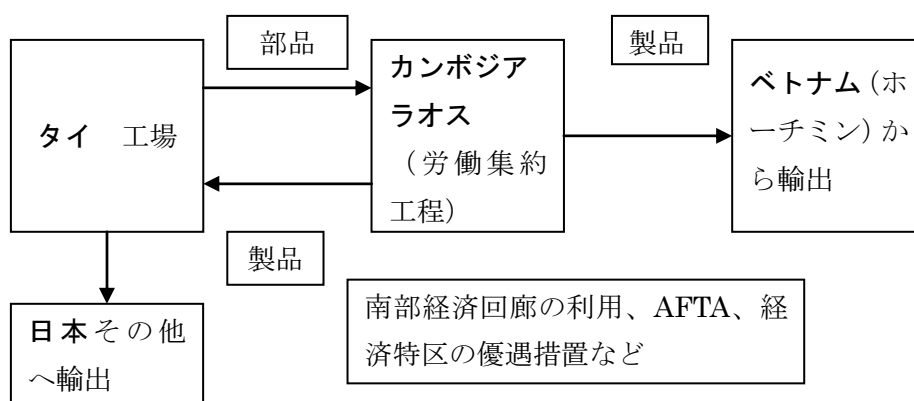 部品
製品
タイ　工場
カンボジア
ラオス
（労働集約
工程）
ベトナム（ホ
ーチミン）か
ら輸出
製品
日本その他
へ輸出
南部経済回廊の利用、AFTA、経
済特区の優遇措置など